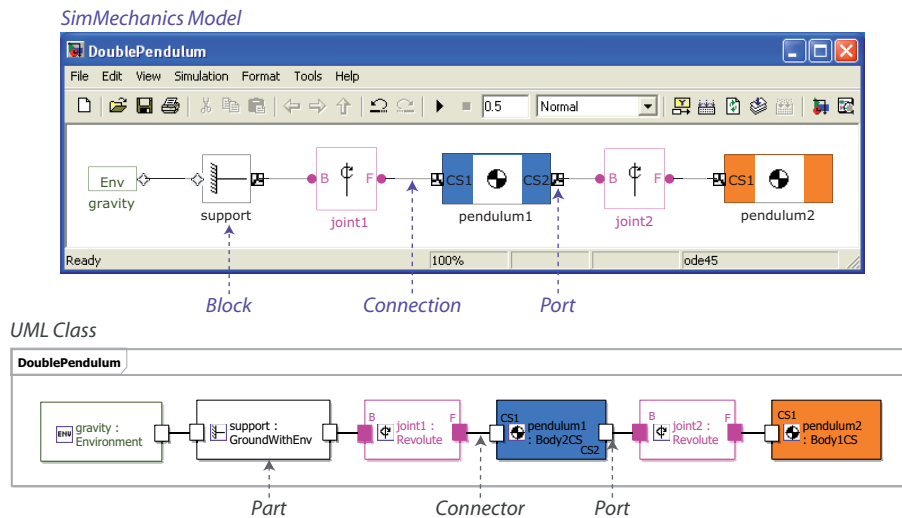 SimMechanics Model
DoublePendulum
File Edit View Simulation Format Tools Help
0.5 Normal
Env
gravity
support
B F
joint1
CS1 CS2
pendulum1
B F
joint2
CS1
pendulum2
Ready 100% ode45
Block Connection Port
UML Class
DoublePendulum
ENV gravity :
Environment
support :
GroundWithEnv
B F
joint1 :
Revolute
CS1
pendulum1
: Body2CS
CS2
B F
joint2 :
Revolute
CS1
pendulum2
: Body1CS
Part Connector Port